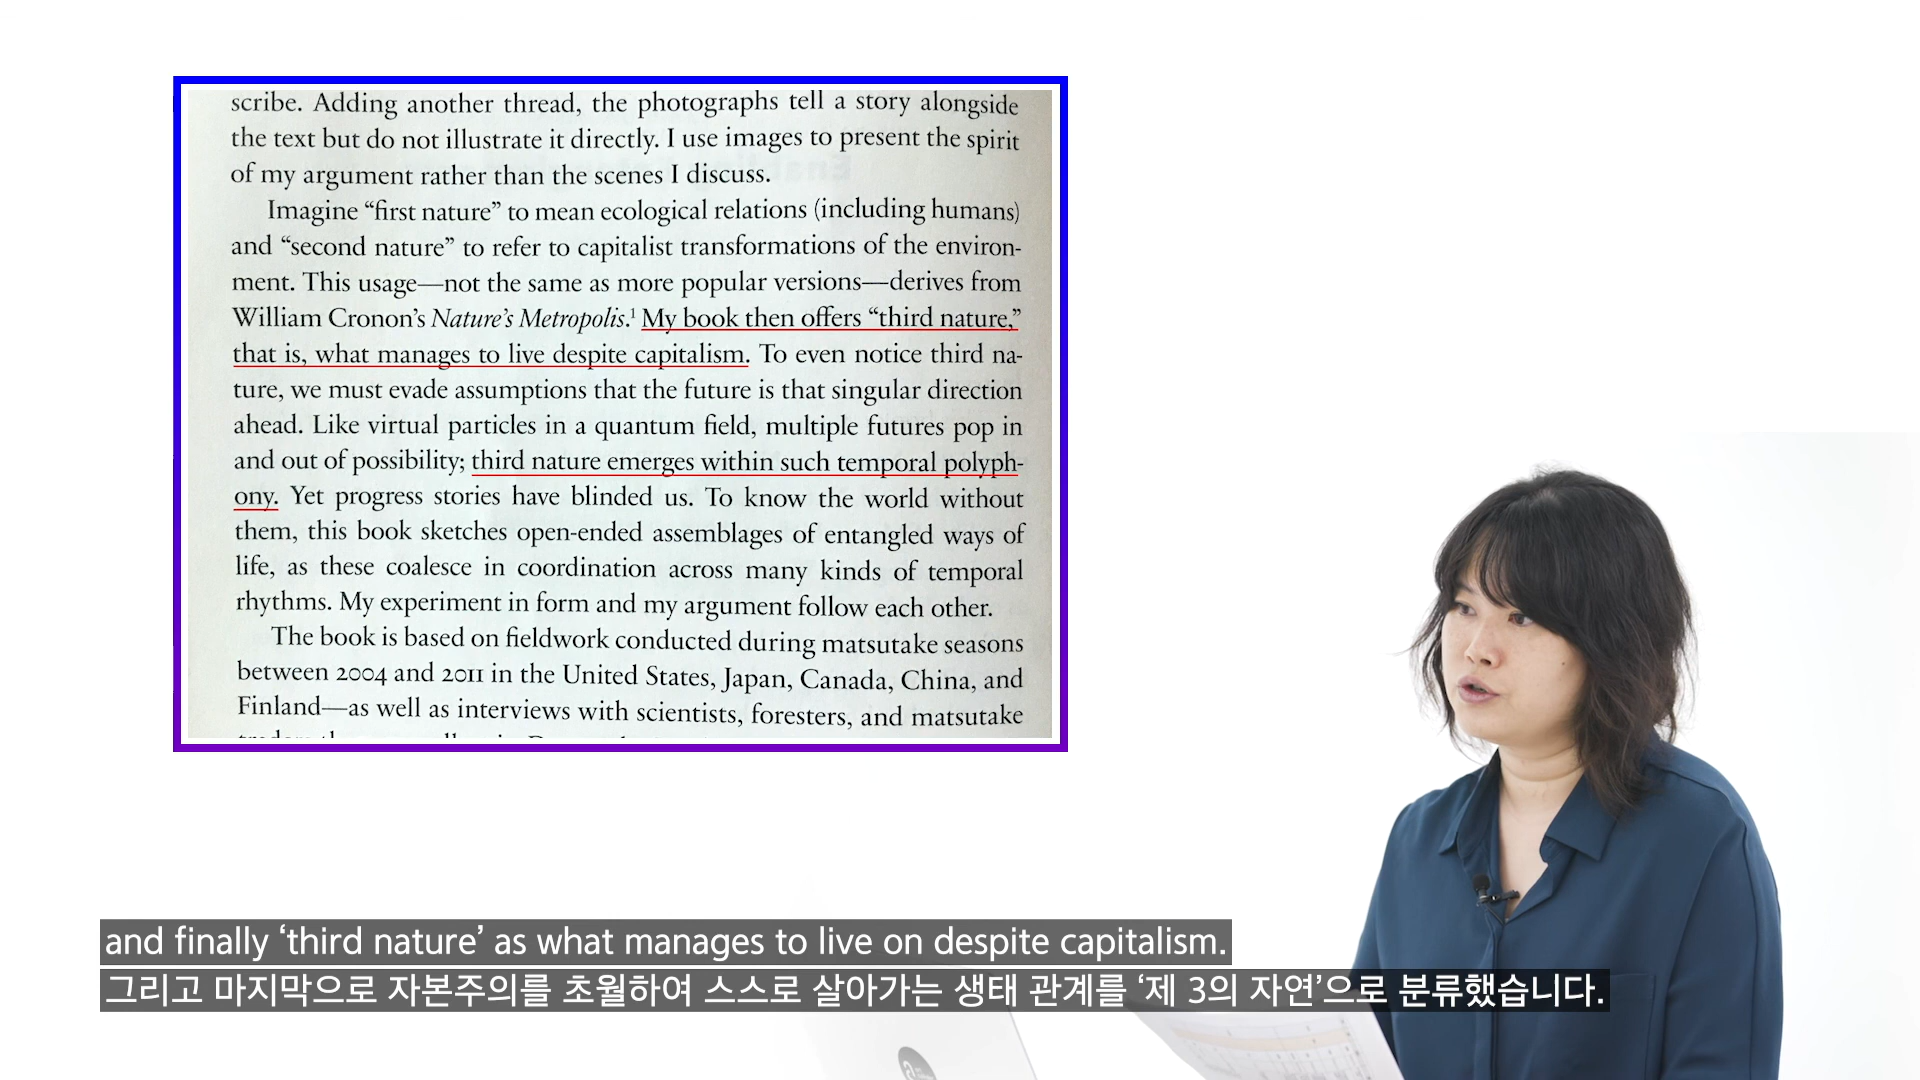 scribe. Adding another thread, the photographs tell a story alongside
the text but do not illustrate it directly. I use images to present the spirit
of my argument rather than the scenes I discuss.
Imagine “first nature” to mean ecological relations (including humans)
and “second nature” to refer to capitalist transformations of the environ-
ment. This usage—not the same as more popular versions—derives from
William Cronon’s Nature’s Metropolis.¹ My book then offers “third nature,”
that is, what manages to live despite capitalism. To even notice third na-
ture, we must evade assumptions that the future is that singular direction
ahead. Like virtual particles in a quantum field, multiple futures pop in
and out of possibility; third nature emerges within such temporal polyph-
ony. Yet progress stories have blinded us. To know the world without
them, this book sketches open-ended assemblages of entangled ways of
life, as these coalesce in coordination across many kinds of temporal
rhythms. My experiment in form and my argument follow each other.
The book is based on fieldwork conducted during matsutake seasons
between 2004 and 2011 in the United States, Japan, Canada, China, and
Finland—as well as interviews with scientists, foresters, and matsutake
and finally ‘third nature’ as what manages to live on despite capitalism.
그리고 마지막으로 자본주의를 초월하여 스스로 살아가는 생태 관계를 ‘제 3의 자연’으로 분류했습니다.